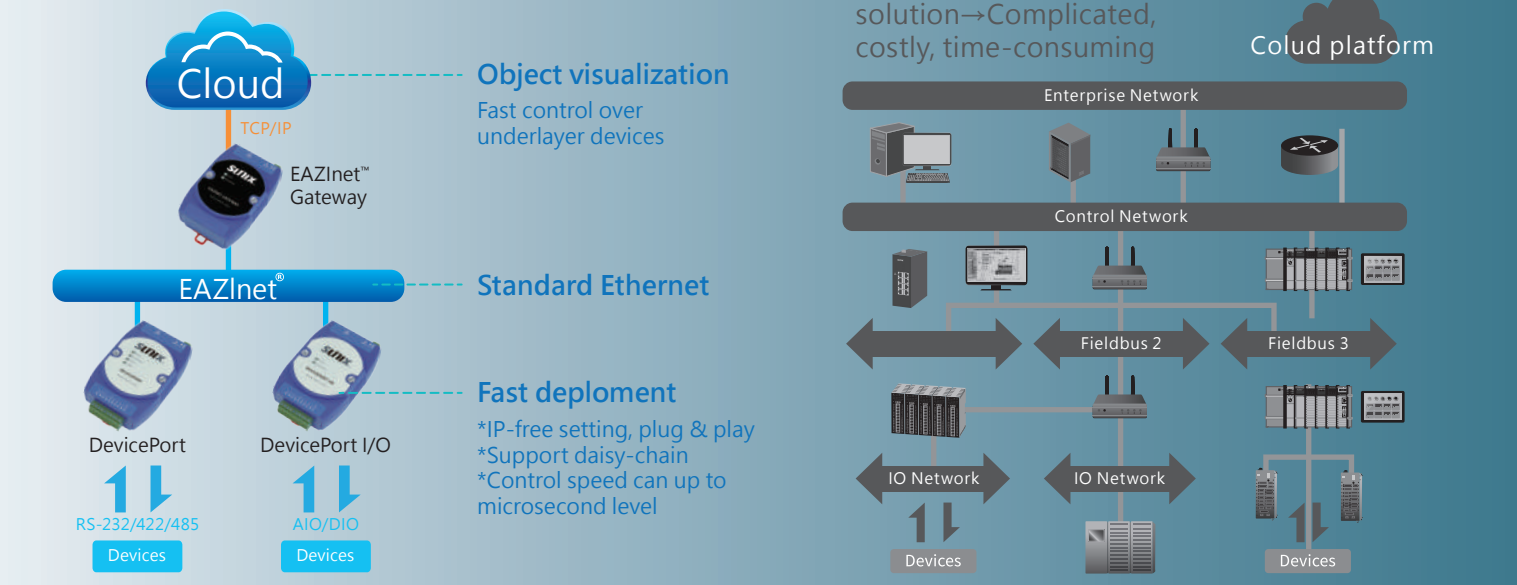 Cloud
TCP/IP
SUNIX
EAZInet™
Gateway
EAZInet®
SUNIX
SUNIX
DevicePort
DevicePort I/O
RS-232/422/485
AIO/DIO
Devices
Devices
Object visualization
Fast control over
underlayer devices
Standard Ethernet
Fast deploment
*IP-free setting, plug & play
*Support daisy-chain
*Control speed can up to
microsecond level
solution→Complicated,
costly, time-consuming
Colud platform
Enterprise Network
Control Network
Fieldbus 2
Fieldbus 3
IO Network
IO Network
Devices
Devices